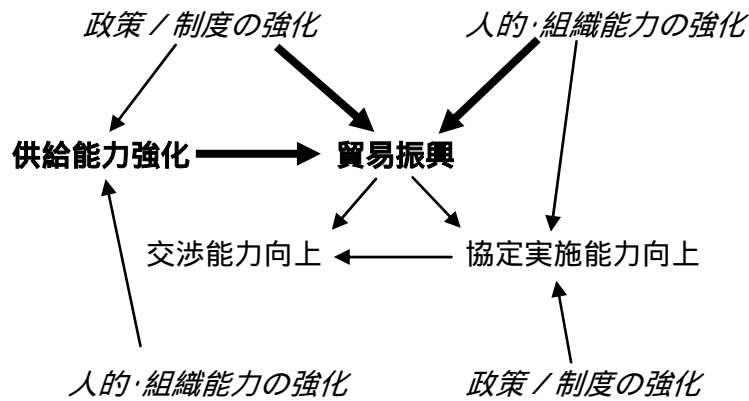 政策/制度の強化
人的・組織能力の強化
供給能力強化
貿易振興
交渉能力向上
協定実施能力向上
人的・組織能力の強化
政策/制度の強化